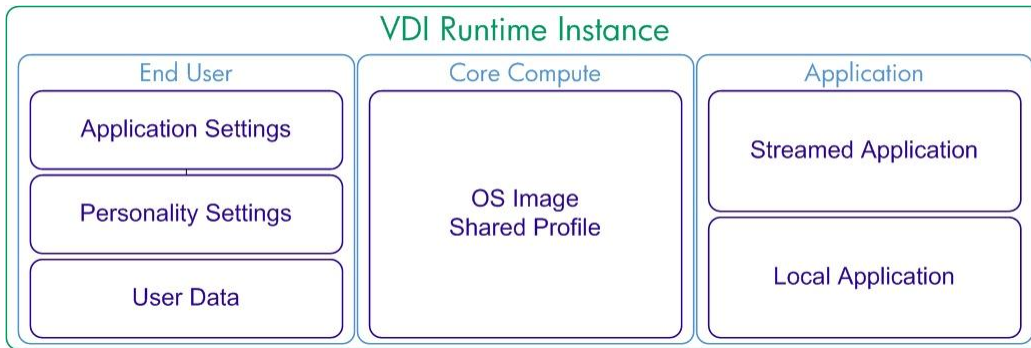 VDI Runtime Instance
End User
Application Settings
Personality Settings
User Data
Core Compute
OS Image
Shared Profile
Application
Streamed Application
Local Application